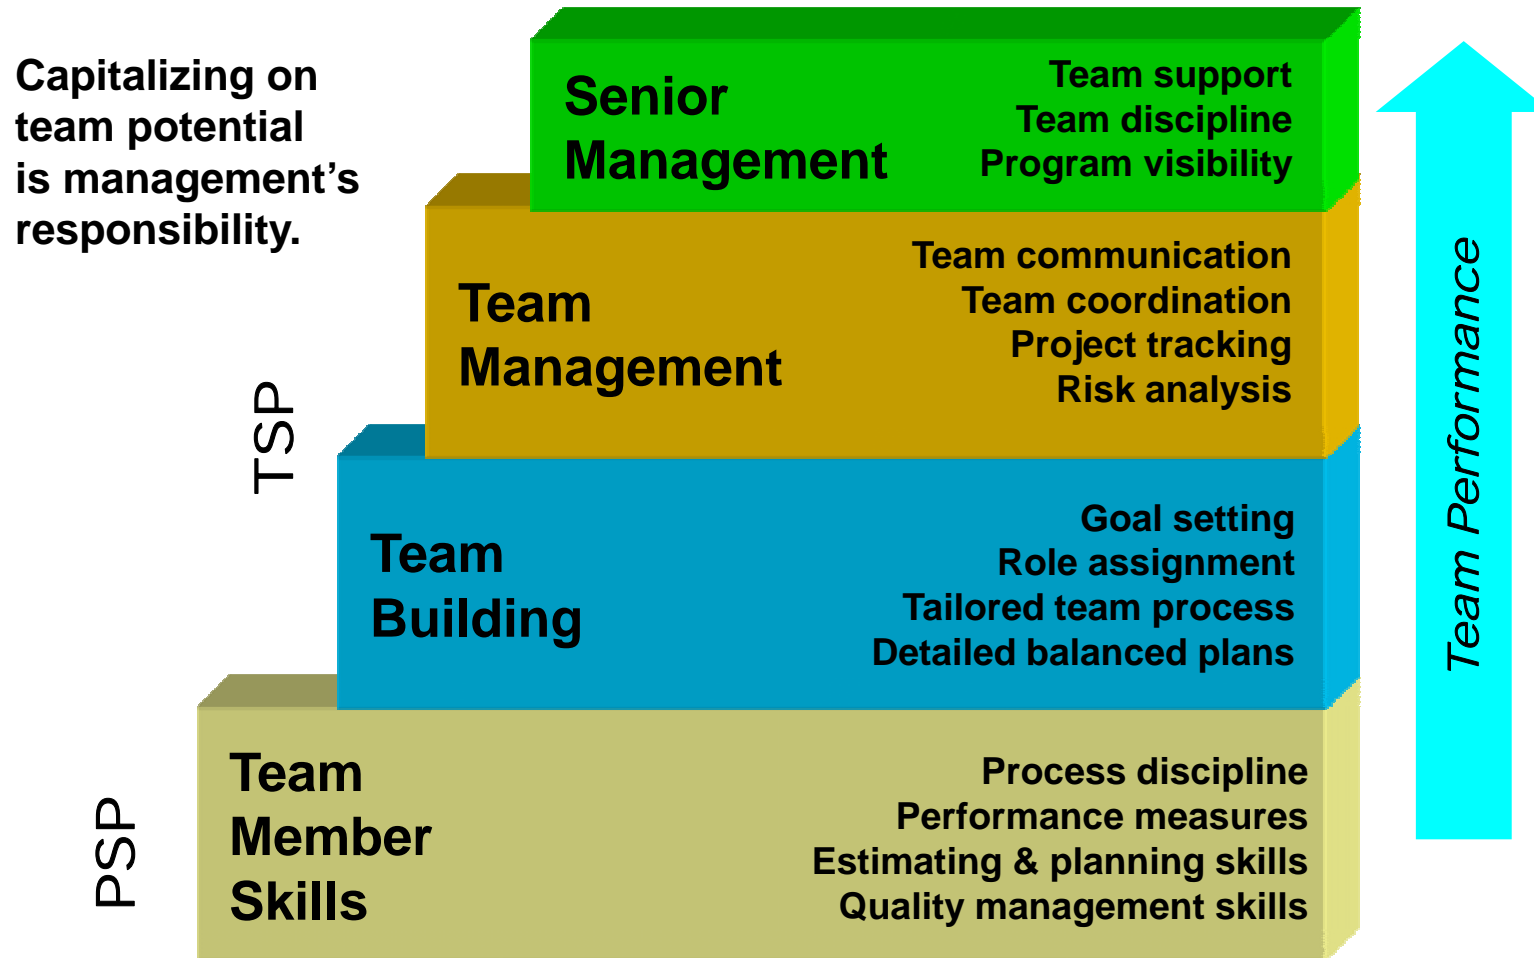 Capitalizing on
team potential
is management’s
responsibility.
Senior
Management
Team support
Team discipline
Program visibility
Team
Management
Team communication
Team coordination
Project tracking
Risk analysis
TSP
Team
Building
Goal setting
Role assignment
Tailored team process
Detailed balanced plans
PSP
Team
Member
Skills
Process discipline
Performance measures
Estimating & planning skills
Quality management skills
Team Performance